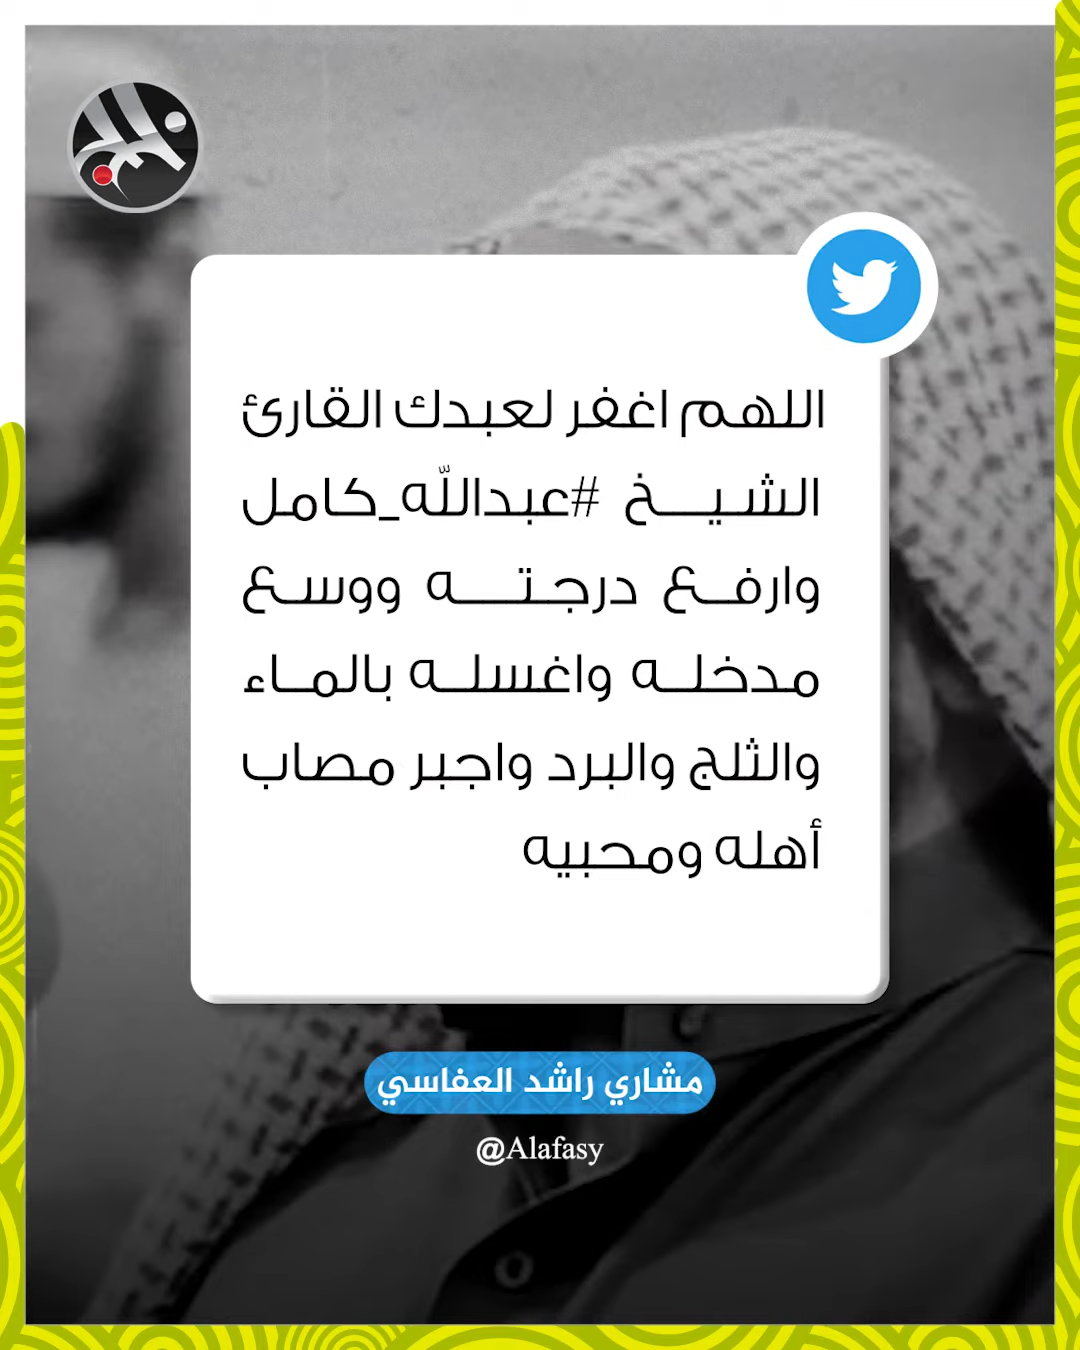 اللهم اغفر لعبدك القارئ
الشيخ #عبدالله_كامل
وارفع درجته ووسع
مدخله واغسله بالماء
والثلج والبرد واجبر مصاب
أهله ومحبيه
مشاري راشد العفاسي
@Alafasy